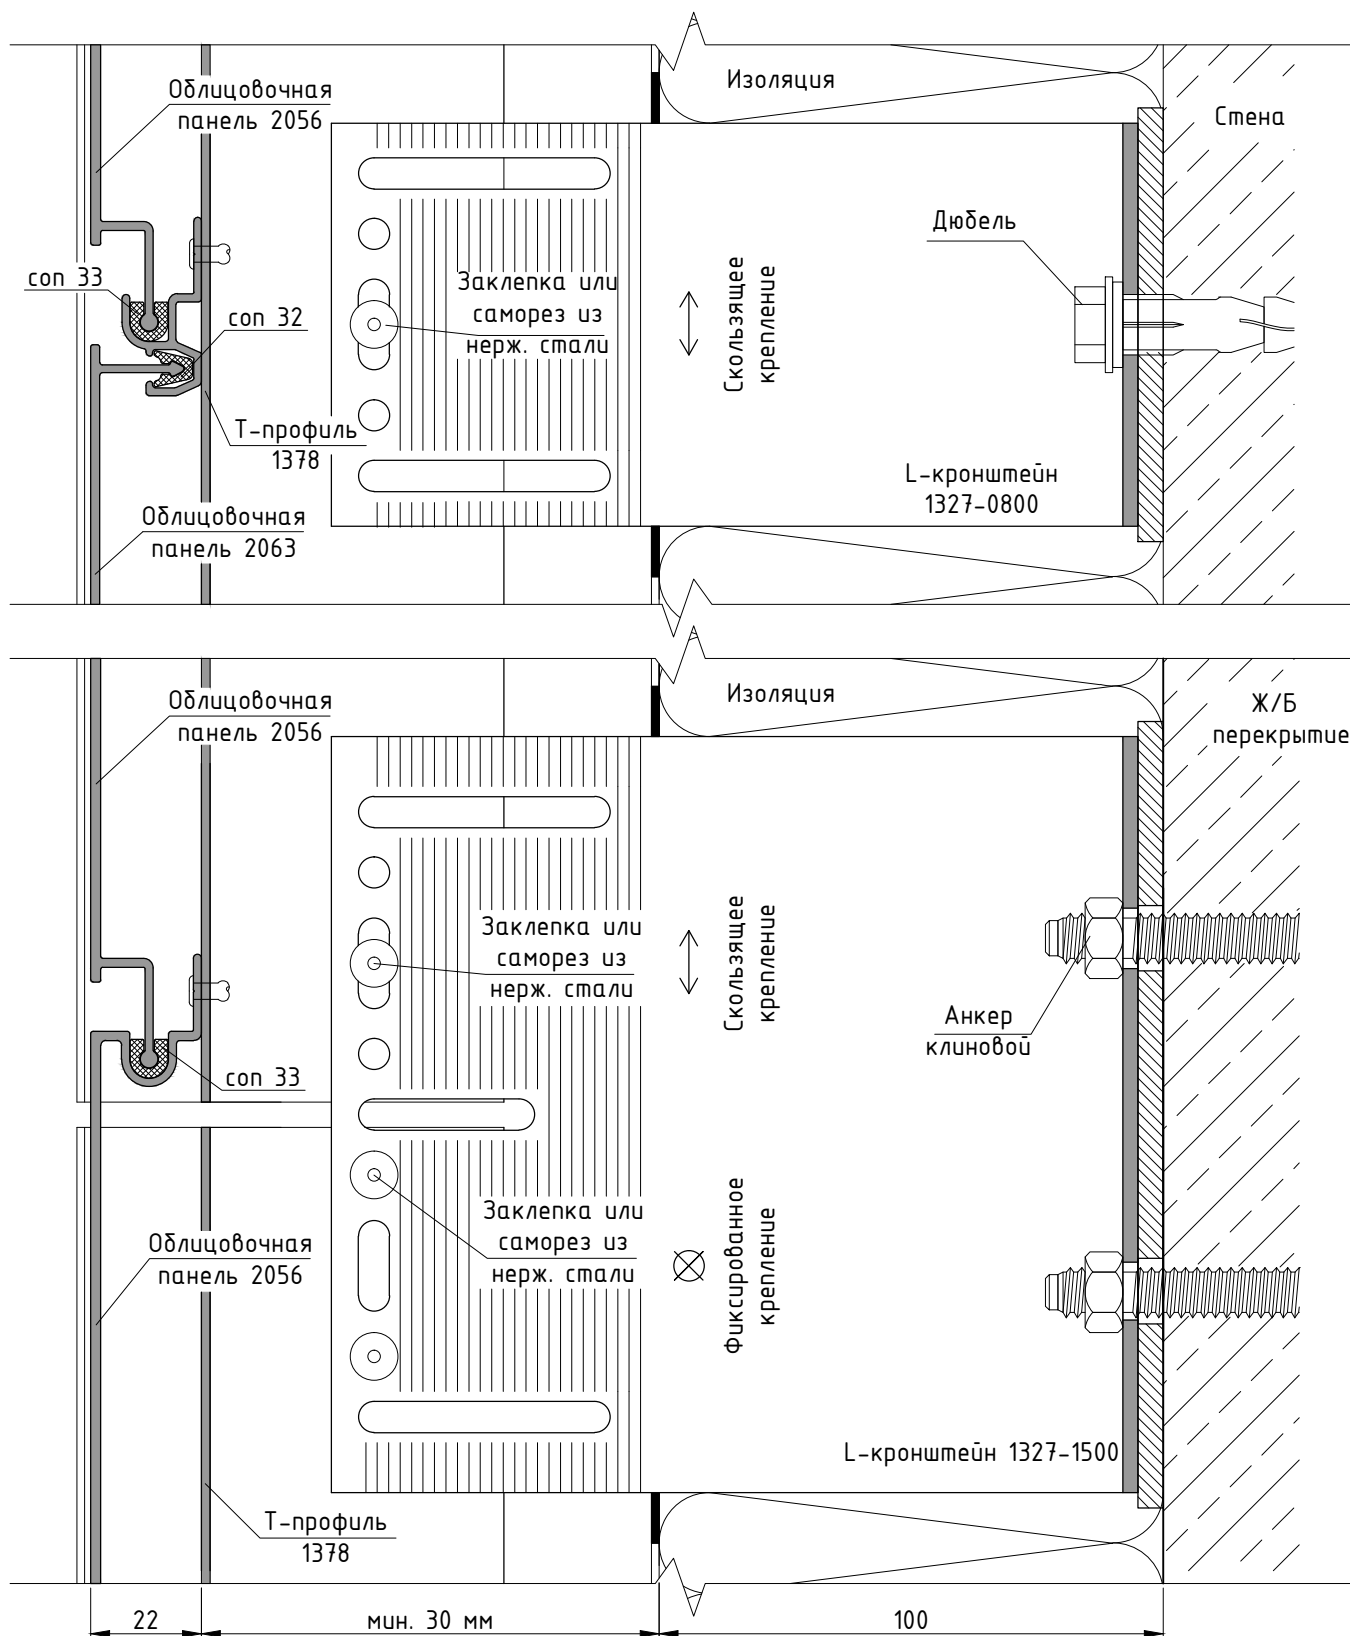 Облицовочная
панель 2056
Изоляция
Стена
Дюбель
соп 33
Заклепка или
саморез из
нерж. стали
соп 32
Скользящее
крепление
Т-профиль
1378
L-кронштейн
1327-0800
Облицовочная
панель 2063
Облицовочная
панель 2056
Изоляция
Ж/Б
перекрытие
Заклепка или
саморез из
нерж. стали
Скользящее
крепление
Анкер
клиновой
соп 33
Заклепка или
саморез из
нерж. стали
Фиксированное
крепление
Облицовочная
панель 2056
L-кронштейн 1327-1500
Т-профиль
1378
22
мин. 30 мм
100